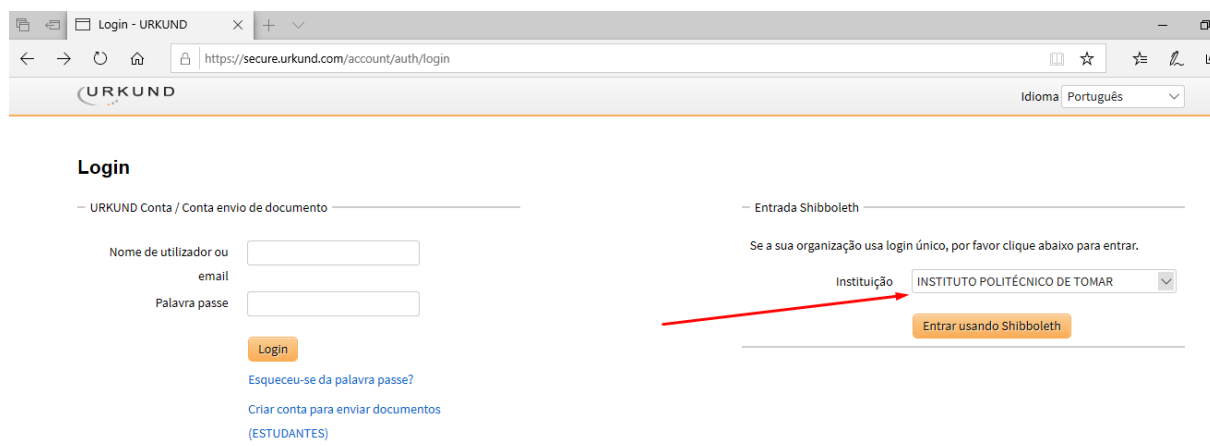 Login - URKUND
https://secure.urkund.com/account/auth/login
URKUND
Idioma Português
Login
URKUND Conta / Conta envio de documento
Nome de utilizador ou
email
Palavra passe
Login
Esqueceu-se da palavra passe?
Criar conta para enviar documentos
(ESTUDANTES)
Entrada Shibboleth
Se a sua organização usa login único, por favor clique abaixo para entrar.
Instituição INSTITUTO POLITÉCNICO DE TOMAR
Entrar usando Shibboleth